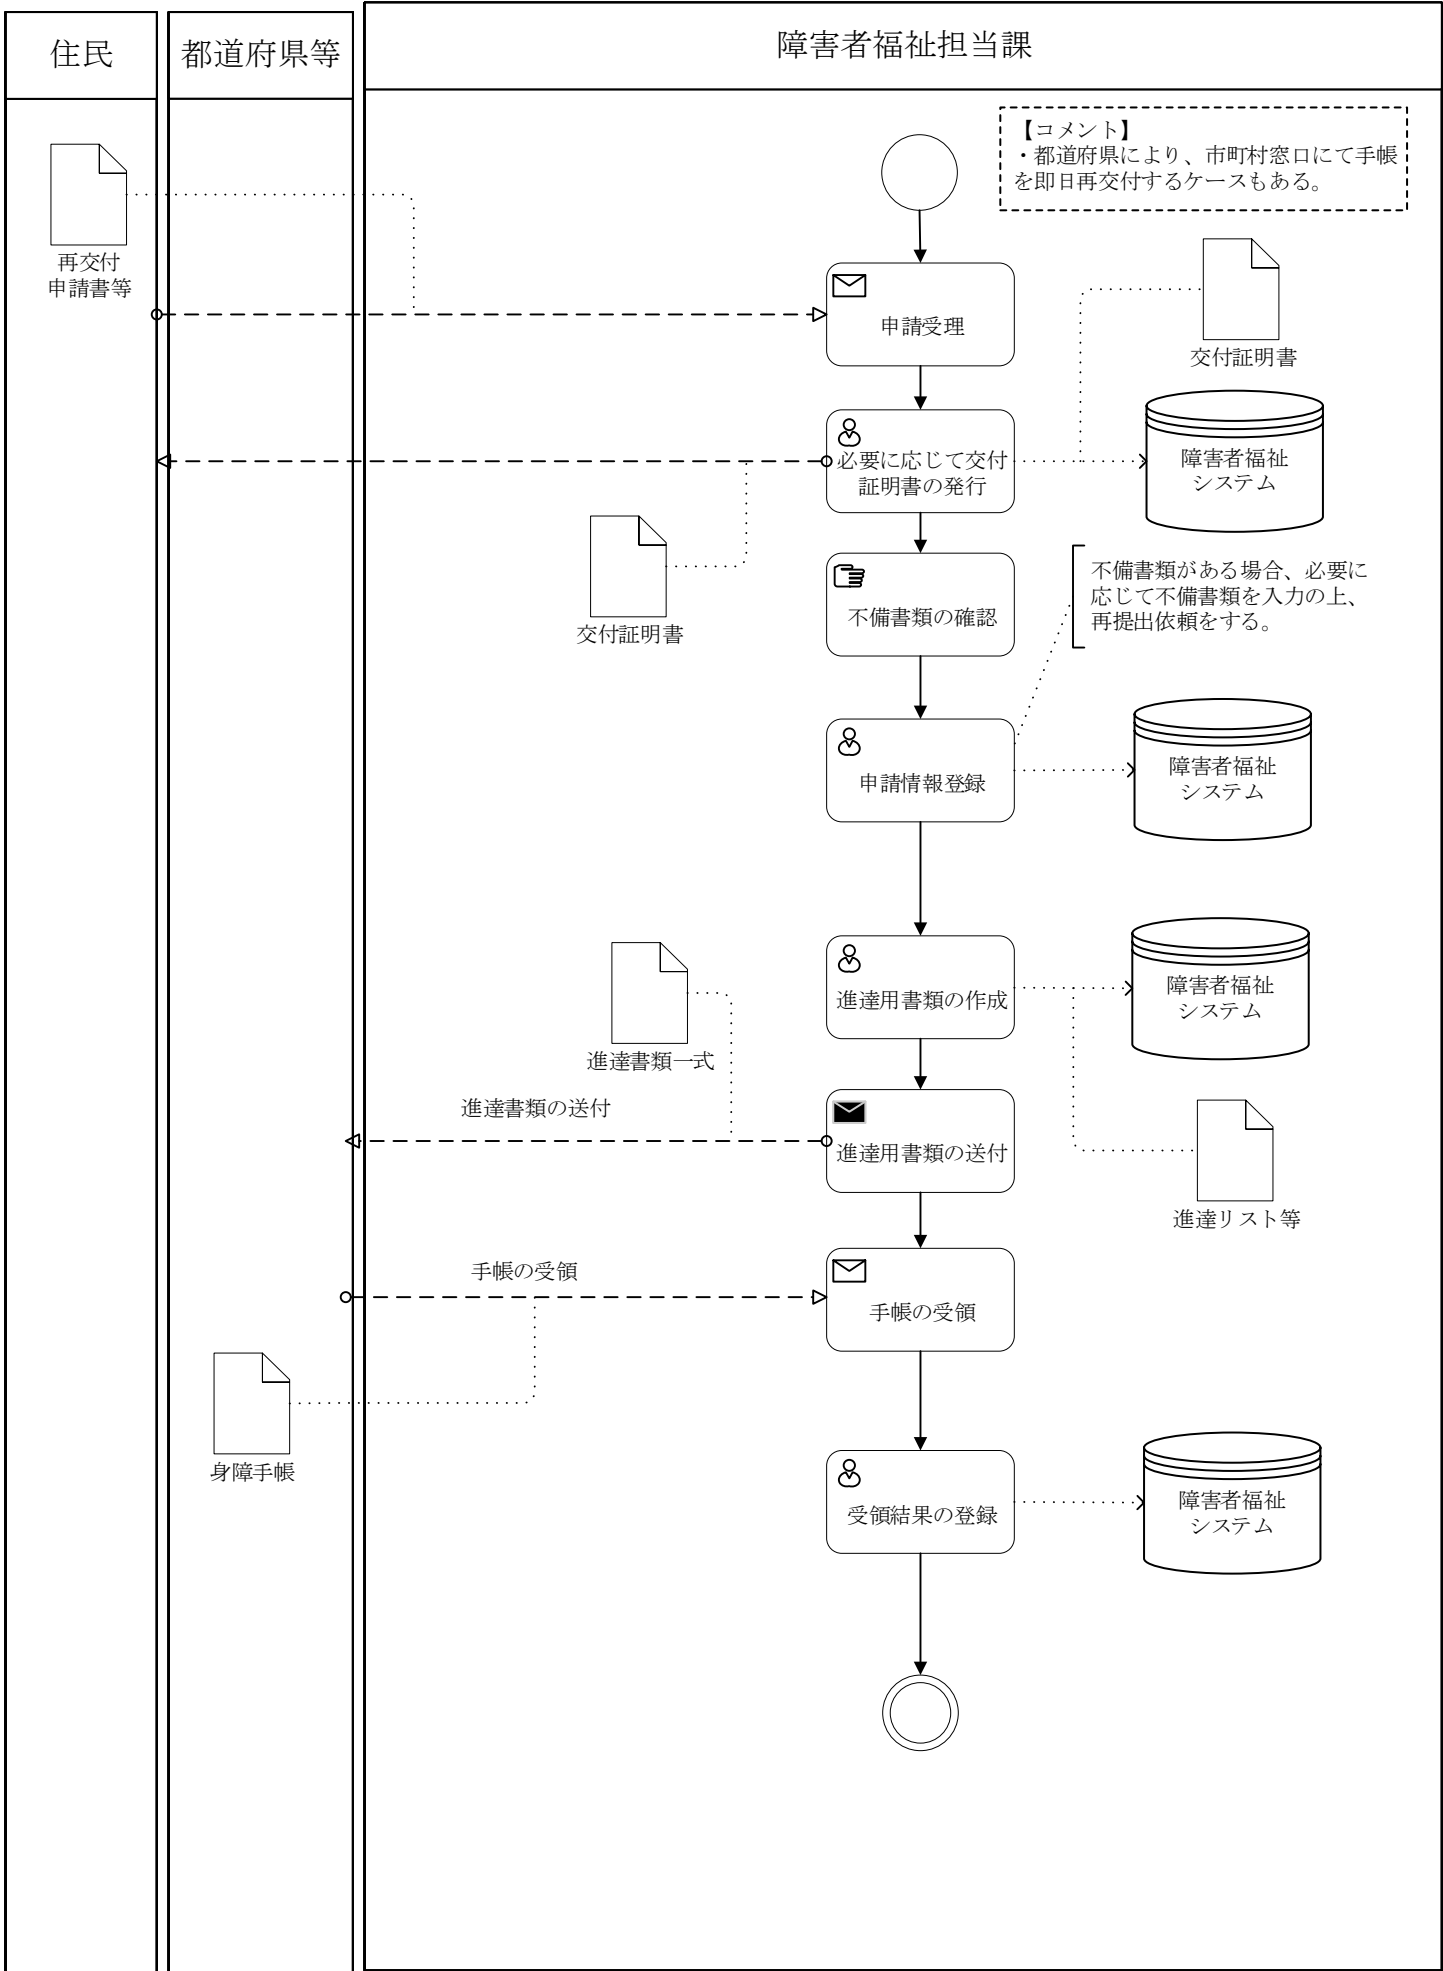 住民
都道府県等
障害者福祉担当課
【コメント】
・都道府県により、市町村窓口にて手帳
を即日再交付するケースもある。
再交付
申請書等
申請受理
交付証明書
必要に応じて交付
証明書の発行
障害者福祉
システム
交付証明書
不備書類の確認
不備書類がある場合、必要に
応じて不備書類を入力の上、
再提出依頼をする。
申請情報登録
障害者福祉
システム
進達用書類の作成
障害者福祉
システム
進達書類一式
進達書類の送付
進達用書類の送付
進達リスト等
手帳の受領
手帳の受領
身障手帳
受領結果の登録
障害者福祉
システム